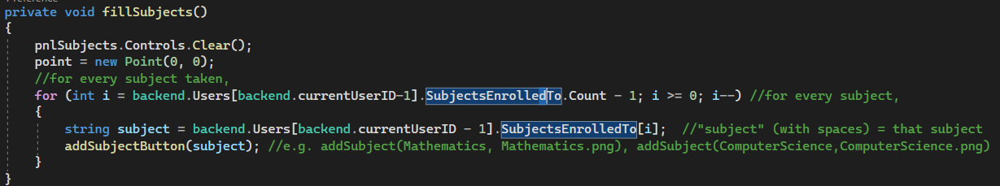 private void fillSubjects()
{
pnlSubjects.Controls.Clear();
point = new Point(0, 0);
//for every subject taken,
for (int i = backend.Users[backend.currentUserID-1].SubjectsEnrolledTo.Count - 1; i >= 0; i--) //for every subject,
{
string subject = backend.Users[backend.currentUserID - 1].SubjectsEnrolledTo[i];  //"subject" (with spaces) = that subject
addSubjectButton(subject); //e.g. addSubject(Mathematics, Mathematics.png), addSubject(ComputerScience,ComputerScience.png)
}
}